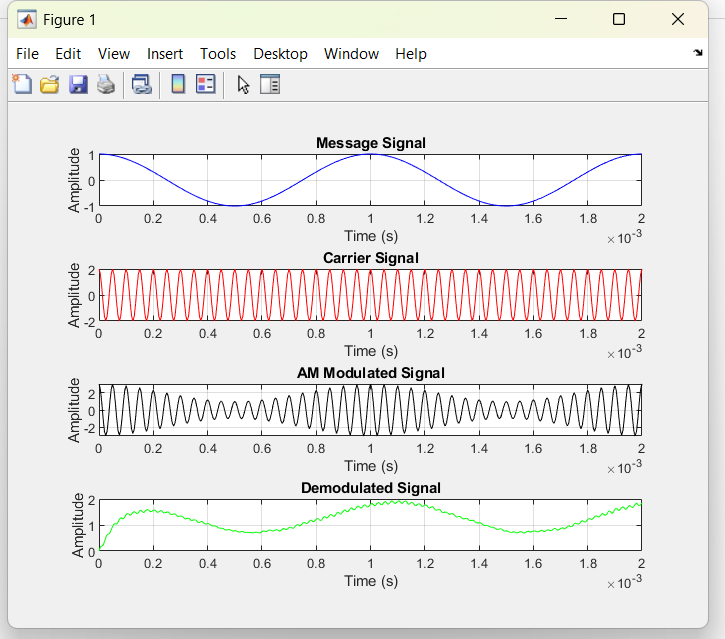 Figure 1
File Edit View Insert Tools Desktop Window Help
Message Signal
Amplitude
1
0
-1
0 0.2 0.4 0.6 0.8 1 1.2 1.4 1.6 1.8 2
Time (s)
×10-3
Carrier Signal
Amplitude
2
0
-2
0 0.2 0.4 0.6 0.8 1 1.2 1.4 1.6 1.8 2
Time (s)
×10-3
AM Modulated Signal
Amplitude
2
0
-2
0 0.2 0.4 0.6 0.8 1 1.2 1.4 1.6 1.8 2
Time (s)
×10-3
Demodulated Signal
Amplitude
2
1
0
0 0.2 0.4 0.6 0.8 1 1.2 1.4 1.6 1.8 2
Time (s)
×10-3